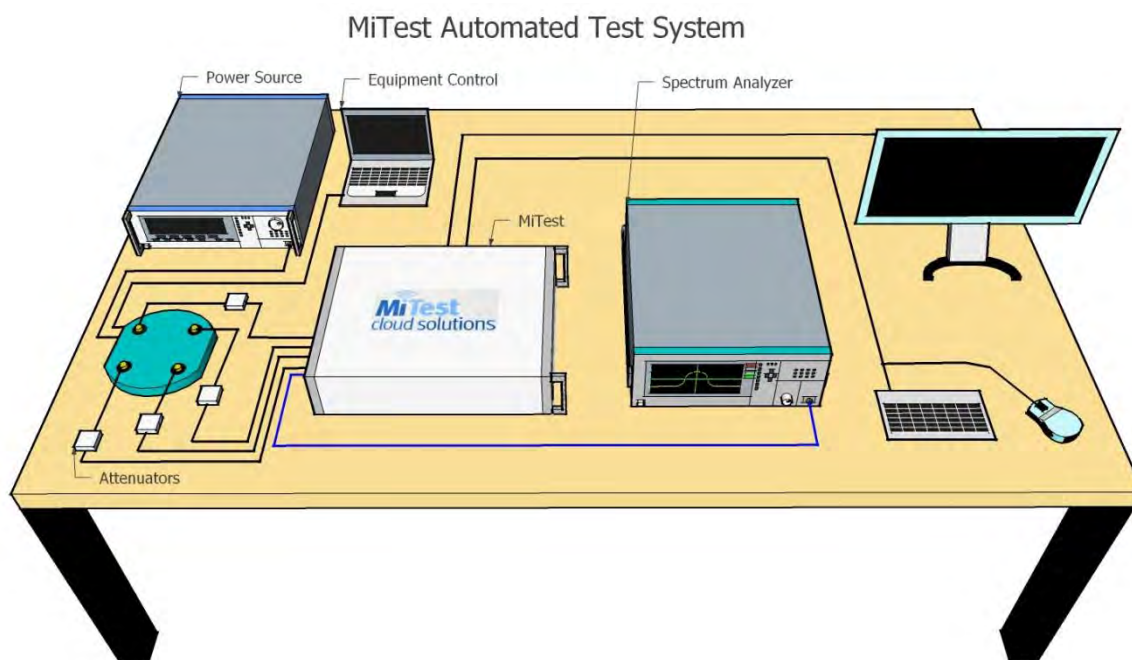 MiTest Automated Test System
Power Source
Equipment Control
Spectrum Analyzer
MiTest
MiTest
cloud solutions
Attenuators